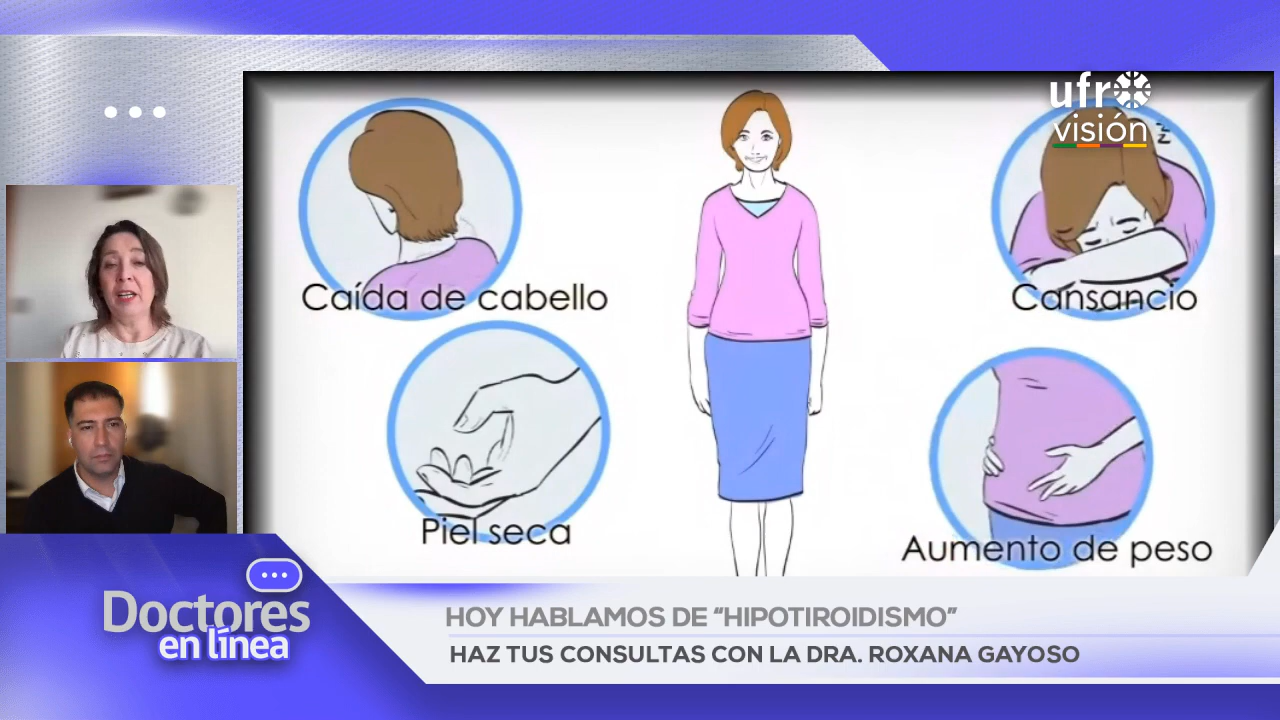 ufro
visión
Caída de cabello
Cansancio
Piel seca
Aumento de peso
Doctores
en línea
HOY HABLAMOS DE “HIPOTIROIDISMO”
HAZ TUS CONSULTAS CON LA DRA. ROXANA GAYOSO